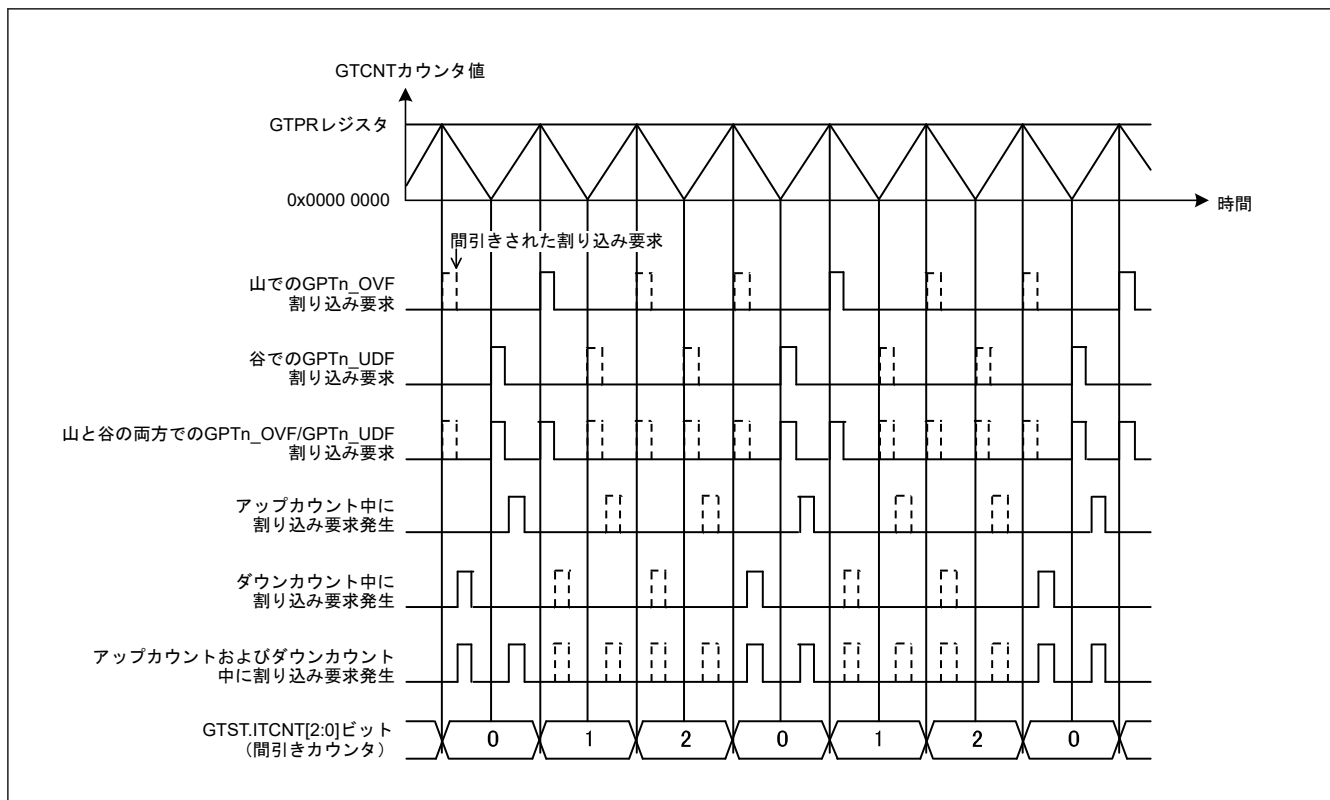 GTCNTカウンタ値
GTPRレジスタ
0x0000 0000
時間
間引きされた割り込み要求
山でのGPTn_OVF
割り込み要求
谷でのGPTn_UDF
割り込み要求
山と谷の両方でのGPTn_OVF/GPTn_UDF
割り込み要求
アップカウント中に
割り込み要求発生
ダウンカウント中に
割り込み要求発生
アップカウントおよびダウンカウント
中に割り込み要求発生
GTST.ITCNT[2:0]ビット
（間引きカウンタ）
0 1 2 0 1 2 0